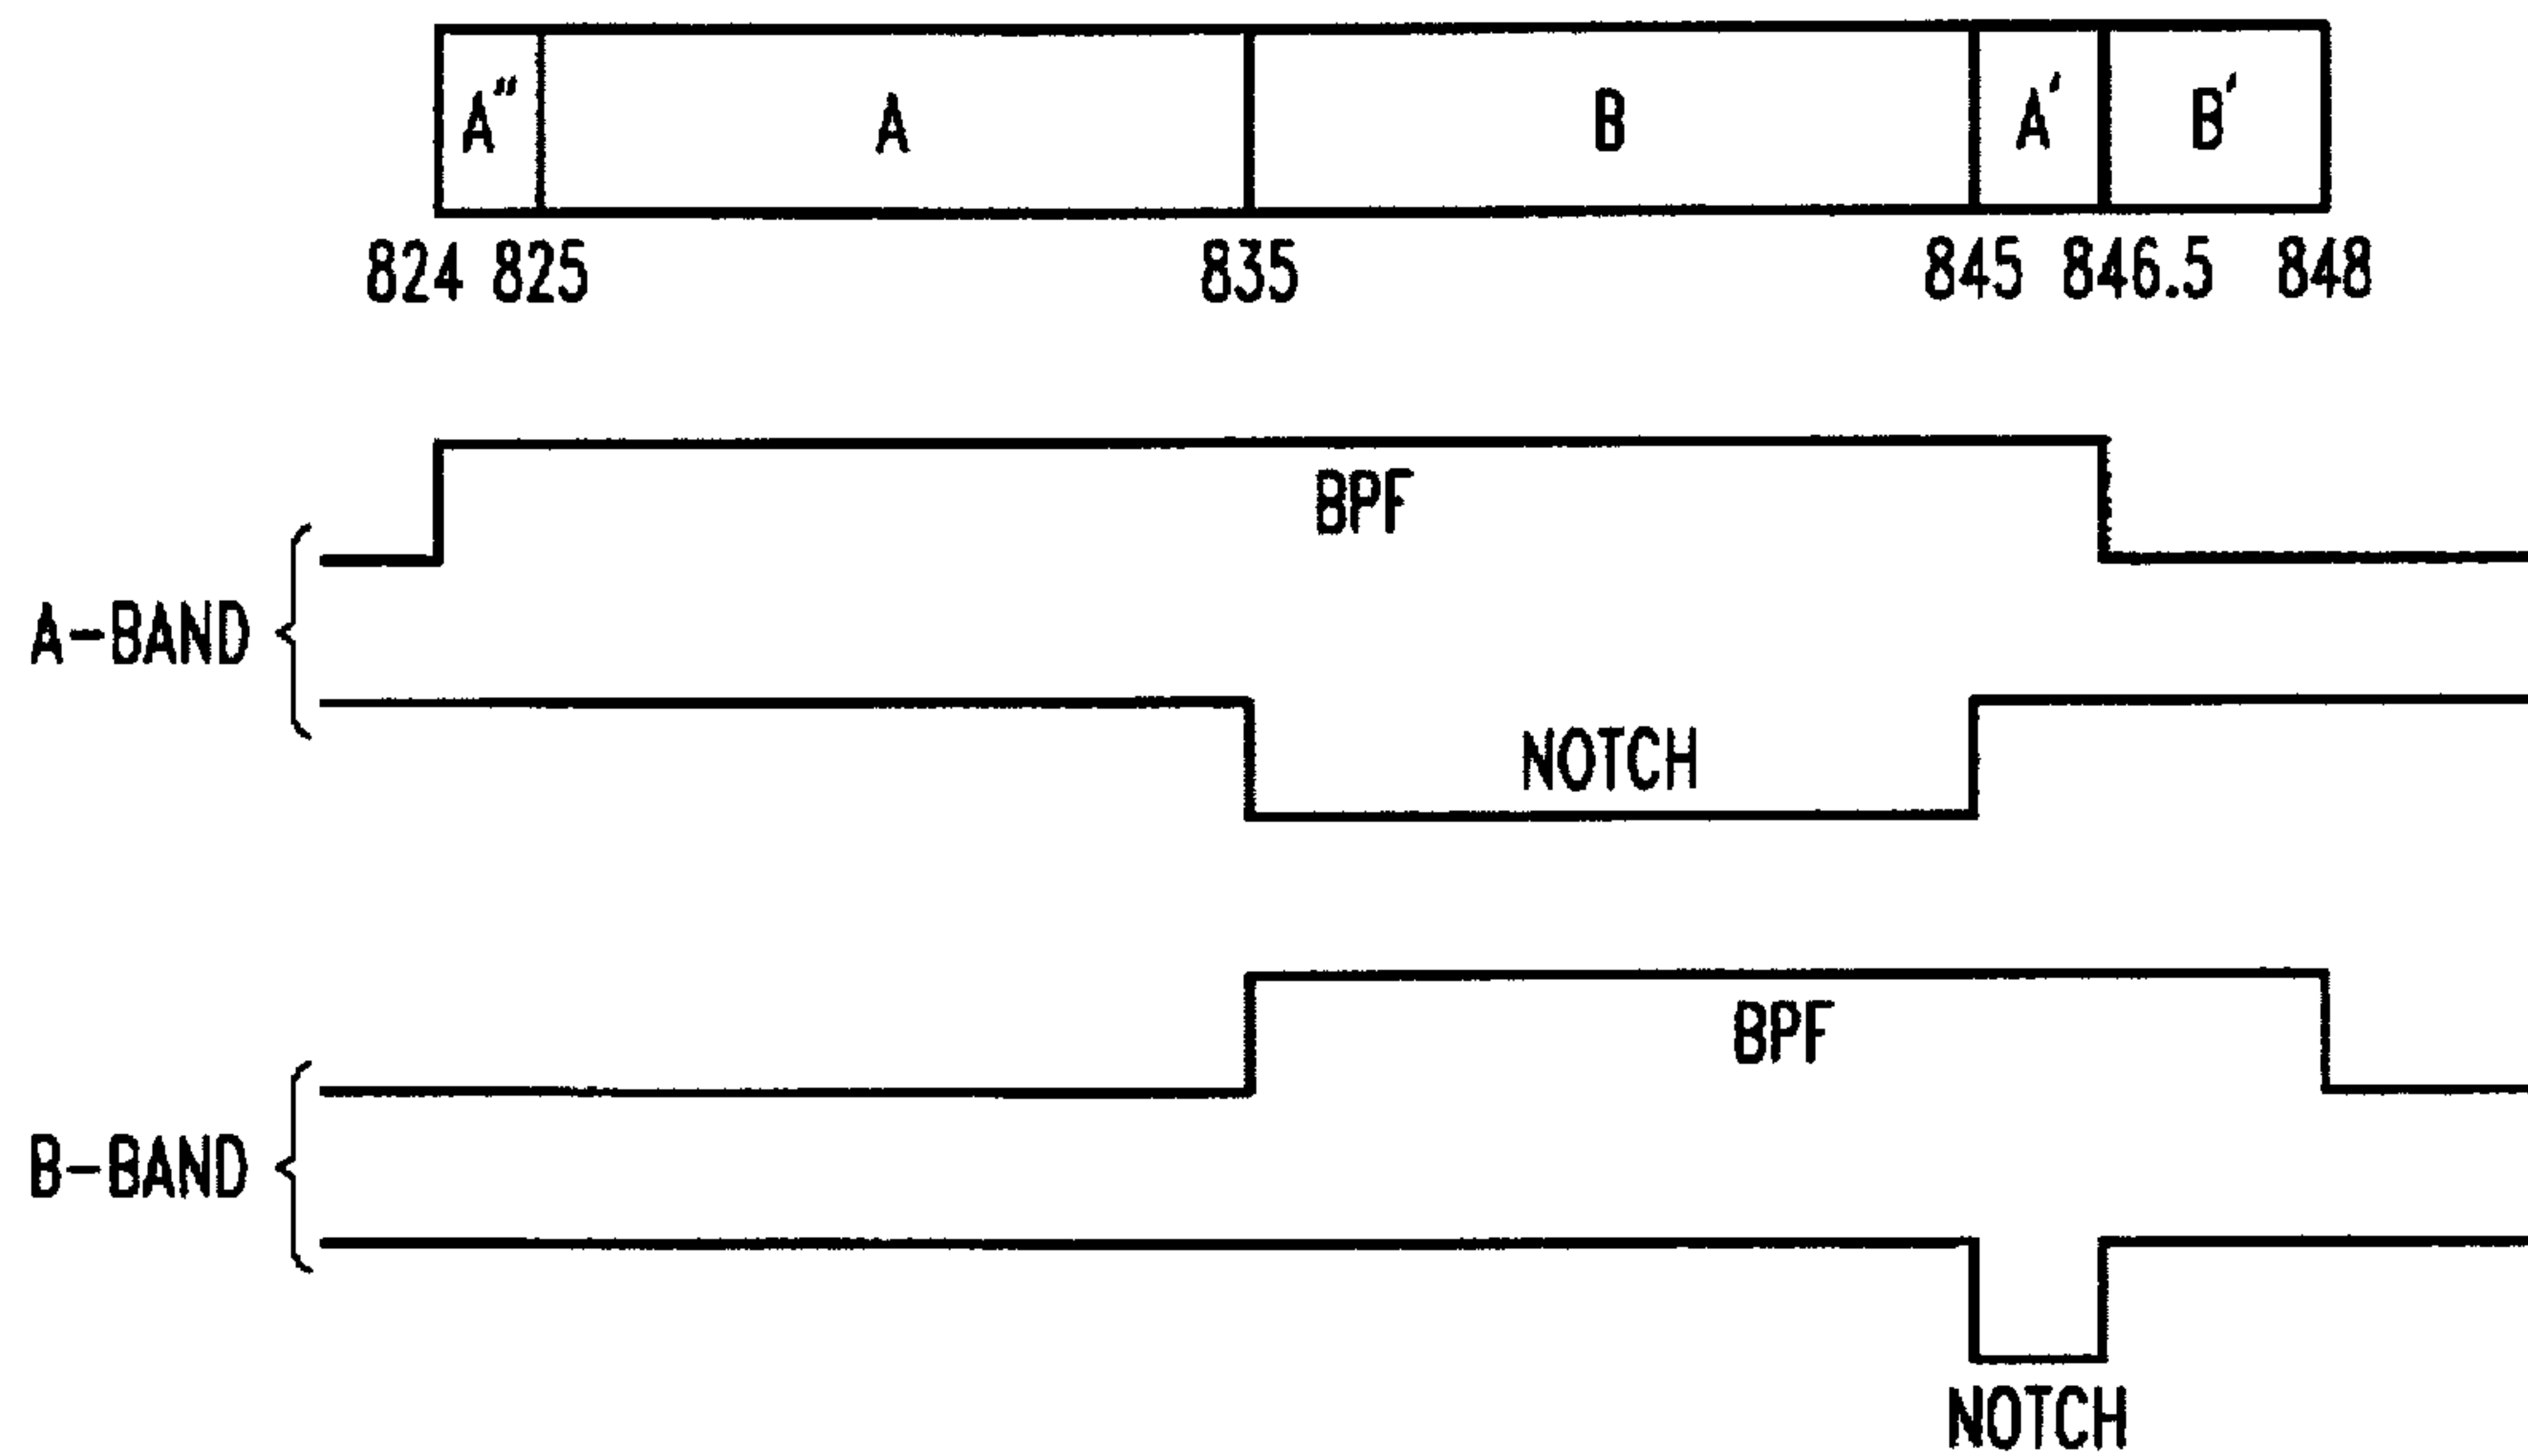 A" A B A' B'
824 825 835 845 846.5 848
BPF
A-BAND
NOTCH
BPF
B-BAND
NOTCH